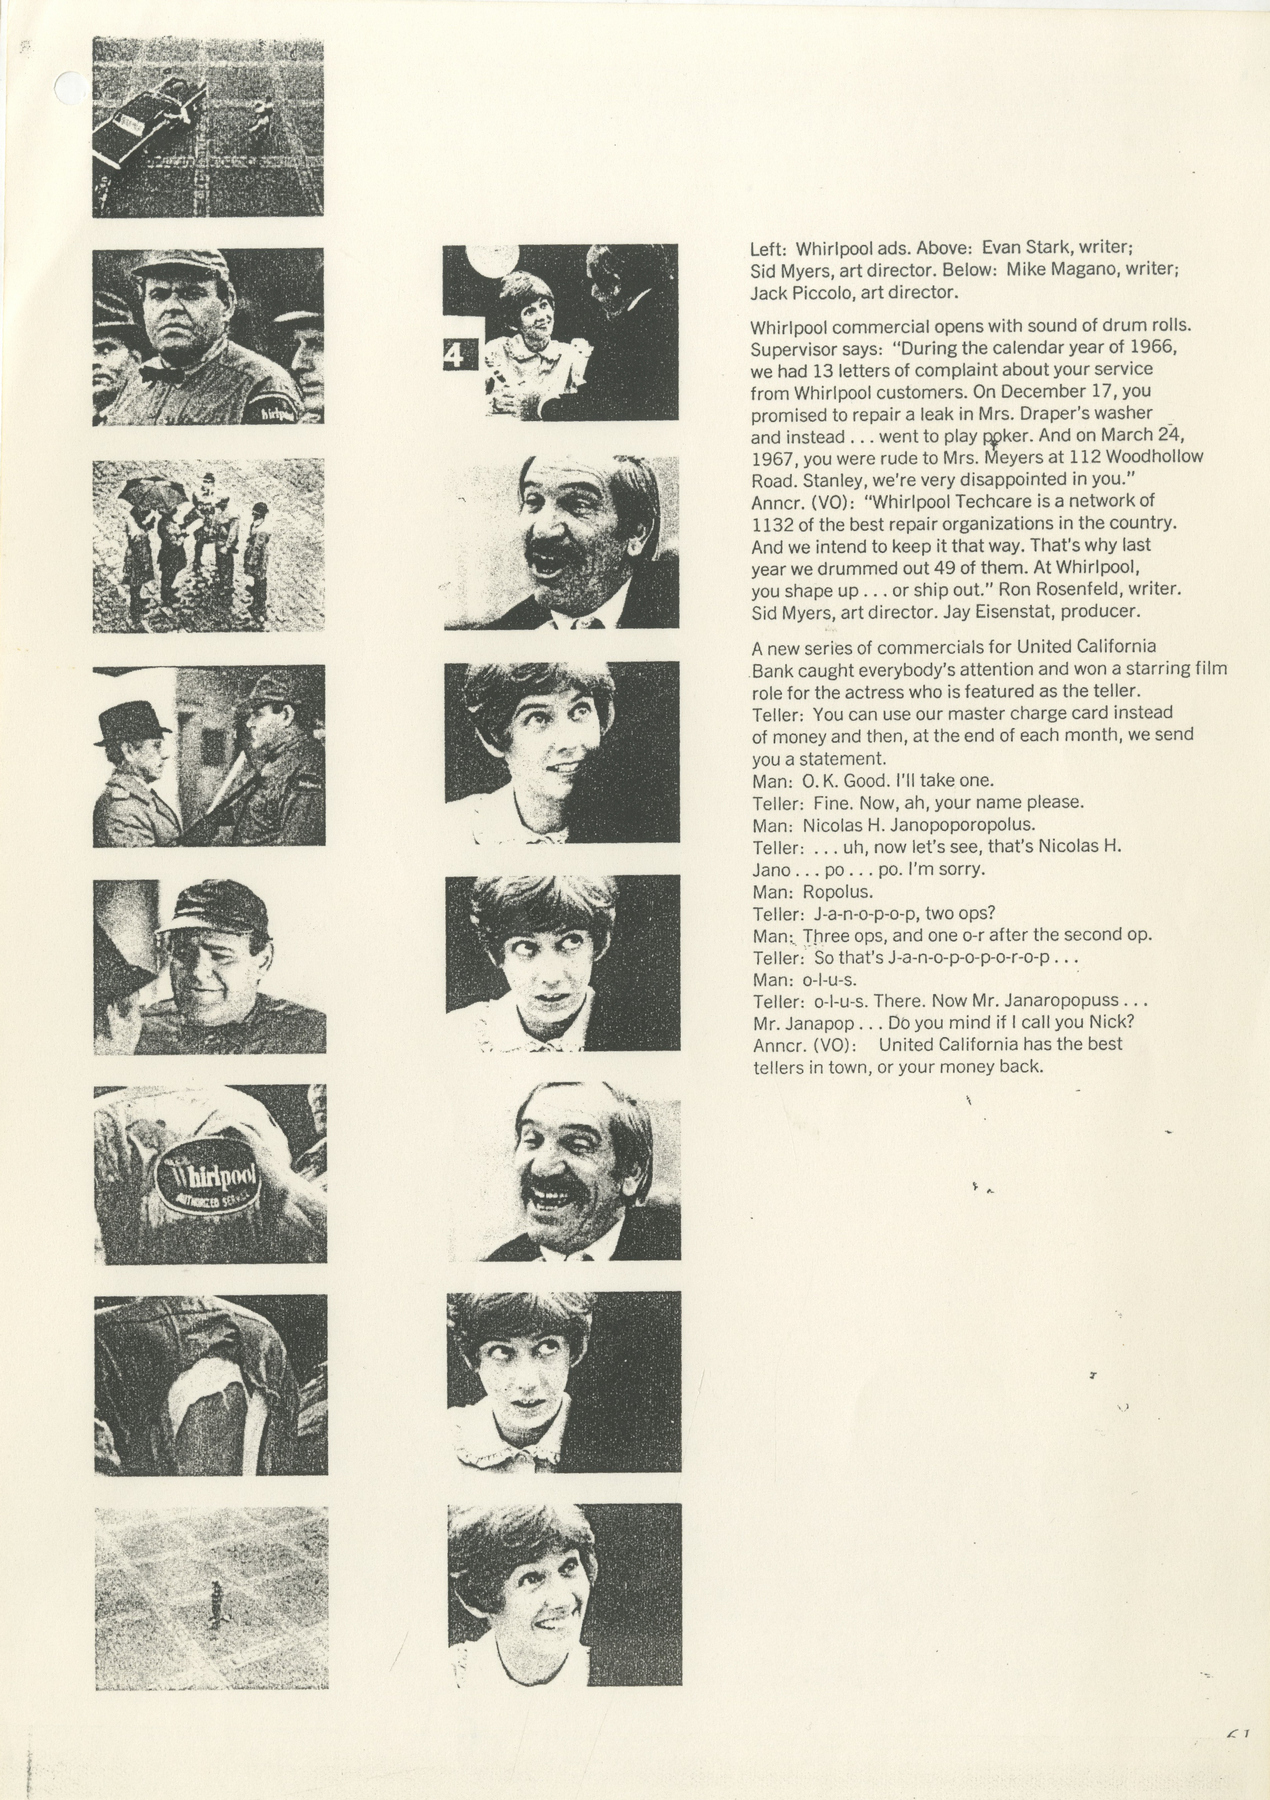 hirlpool
4
Whirlpool
AUTHORIZED SERVICE
Left: Whirlpool ads. Above: Evan Stark, writer;
Sid Myers, art director. Below: Mike Magano, writer;
Jack Piccolo, art director.
Whirlpool commercial opens with sound of drum rolls.
Supervisor says: “During the calendar year of 1966,
we had 13 letters of complaint about your service
from Whirlpool customers. On December 17, you
promised to repair a leak in Mrs. Draper’s washer
and instead . . . went to play poker. And on March 24,
1967, you were rude to Mrs. Meyers at 112 Woodhollow
Road. Stanley, we’re very disappointed in you.”
Anncr. (VO): “Whirlpool Techcare is a network of
1132 of the best repair organizations in the country.
And we intend to keep it that way. That’s why last
year we drummed out 49 of them. At Whirlpool,
you shape up . . . or ship out.” Ron Rosenfeld, writer.
Sid Myers, art director. Jay Eisenstat, producer.
A new series of commercials for United California
Bank caught everybody’s attention and won a starring film
role for the actress who is featured as the teller.
Teller: You can use our master charge card instead
of money and then, at the end of each month, we send
you a statement.
Man: O.K. Good. I’ll take one.
Teller: Fine. Now, ah, your name please.
Man: Nicolas H. Janopoporopolus.
Teller: . . . uh, now let’s see, that’s Nicolas H.
Jano . . . po . . . po. I’m sorry.
Man: Ropolus.
Teller: J-a-n-o-p-o-p, two ops?
Man: Three ops, and one o-r after the second op.
Teller: So that’s J-a-n-o-p-o-p-o-r-o-p . . .
Man: o-l-u-s.
Teller: o-l-u-s. There. Now Mr. Janaropopuss . . .
Mr. Janapop . . . Do you mind if I call you Nick?
Anncr. (VO): United California has the best
tellers in town, or your money back.